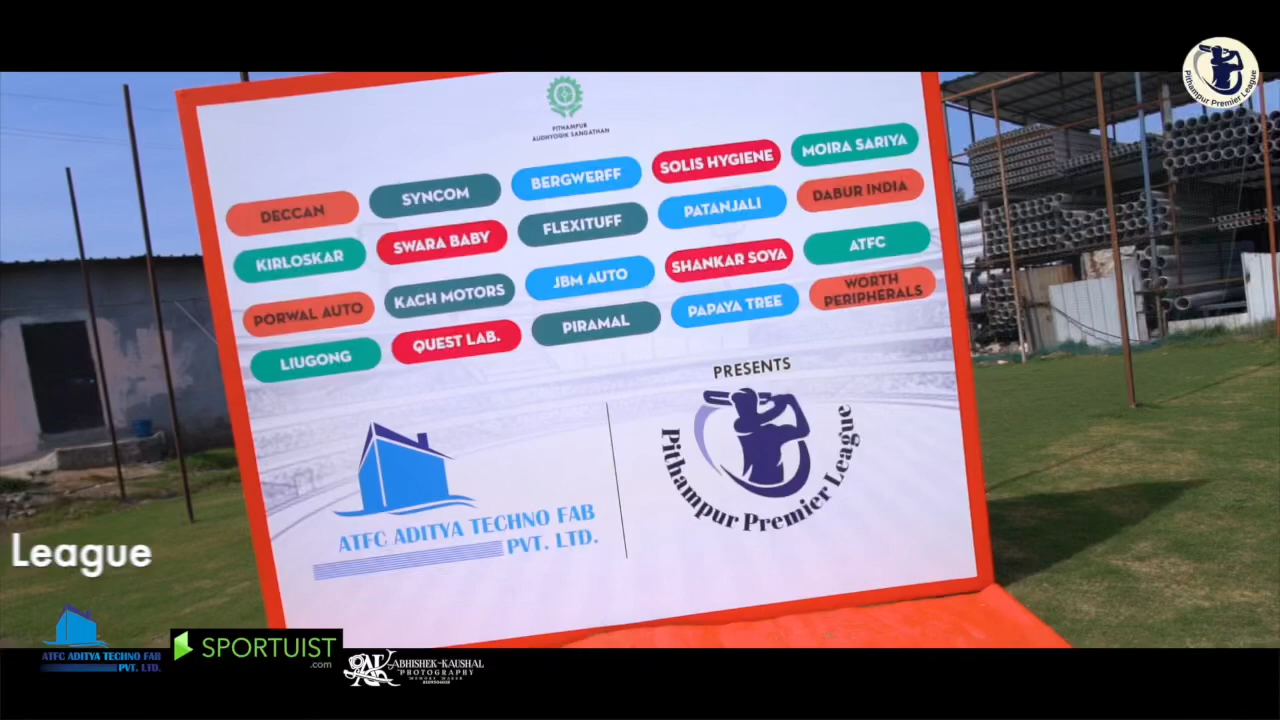 Pithampur Premier League
PITHAMPUR
AUDHYOGIK SANGATHAN
DECCAN
SYNCOM
BERGWERFF
SOLIS HYGIENE
MOIRA SARIYA
KIRLOSKAR
SWARA BABY
FLEXITUFF
PATANJALI
DABUR INDIA
PORWAL AUTO
KACH MOTORS
JBM AUTO
SHANKAR SOYA
ATFC
LIUGONG
QUEST LAB.
PIRAMAL
PAPAYA TREE
WORTH
PERIPHERALS
PRESENTS
ATFC ADITYA TECHNO FAB
PVT. LTD.
Pithampur Premier League
League
ATFC ADITYA TECHNO FAB
PVT. LTD.
SPORTUIST
.com
ABHISHEK-KAUSHAL
PHOTOGRAPHY